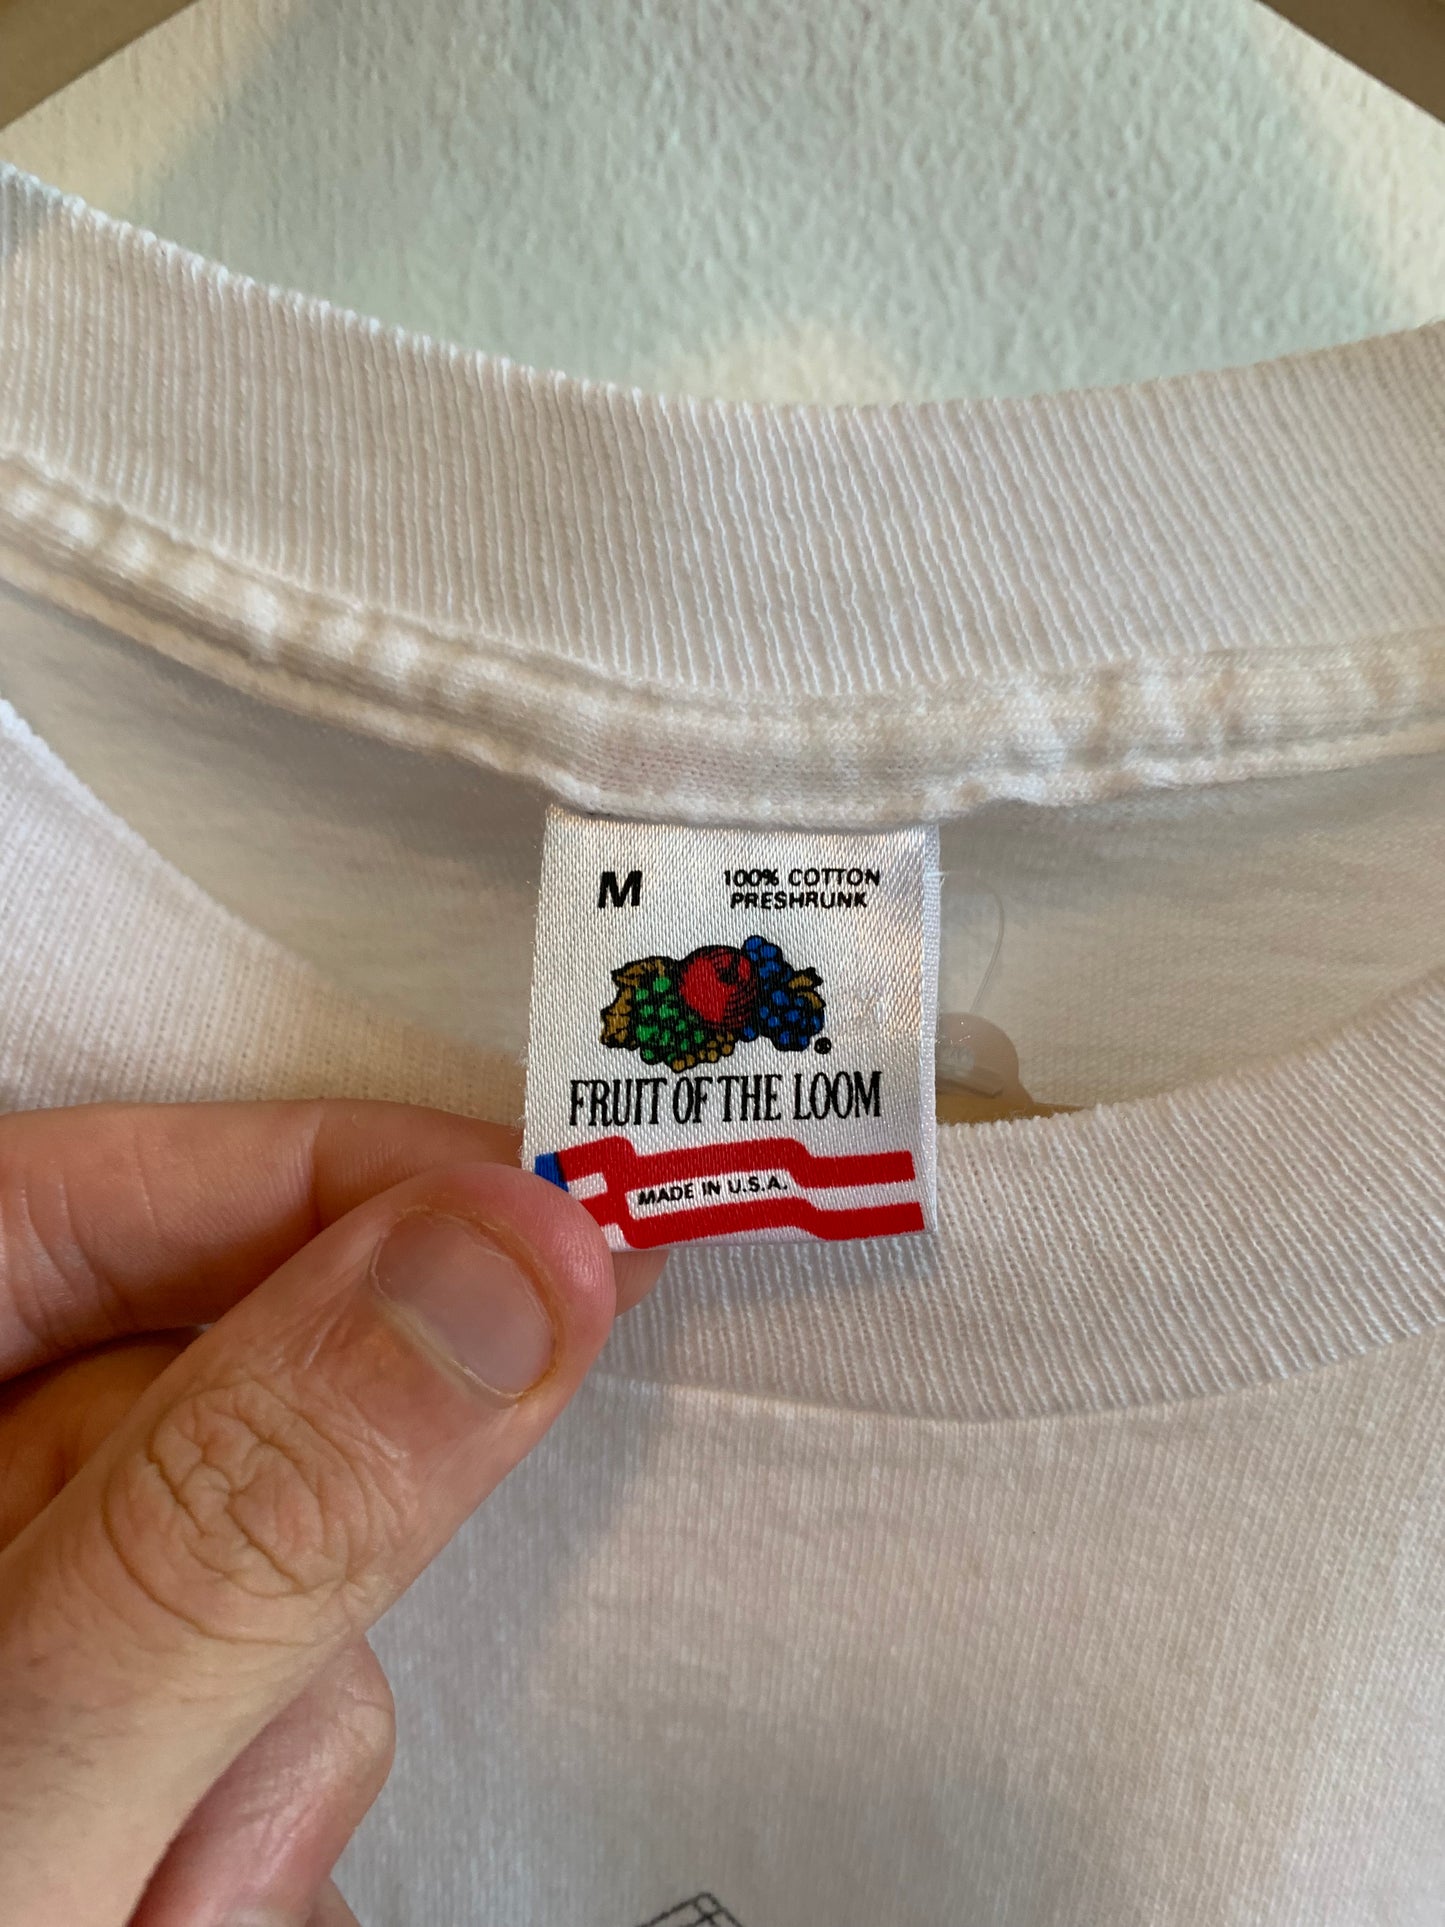 M
100% COTTON
PRESHRUNK
®
FRUIT OF THE LOOM
MADE IN U.S.A.